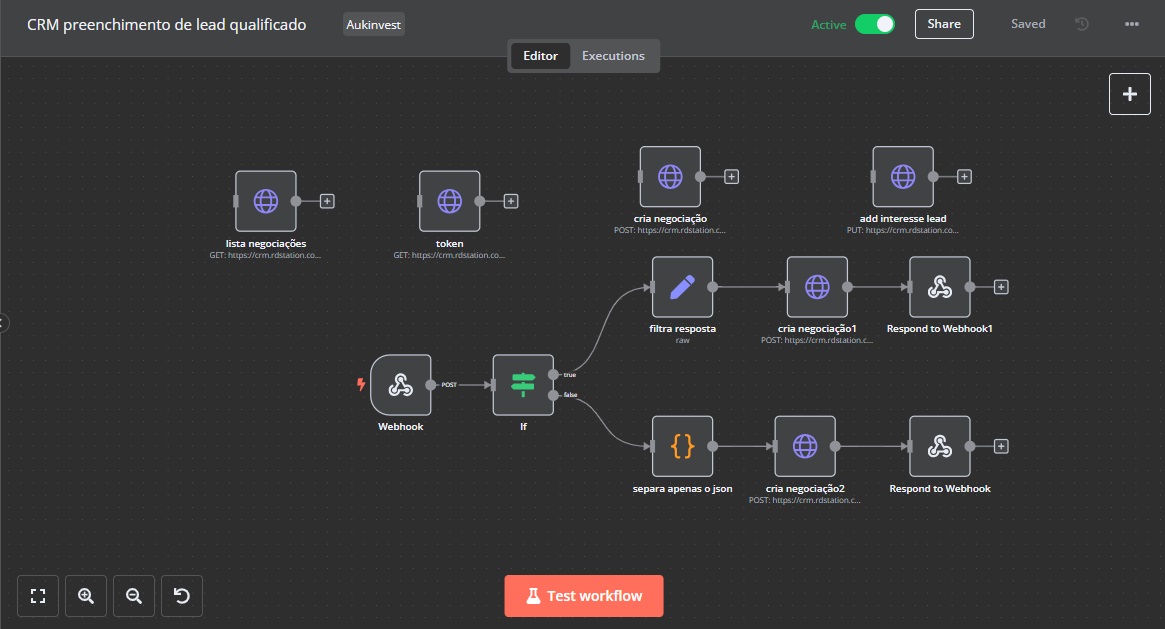 CRM preenchimento de lead qualificado
Aukinvest
Active
Share
Saved
Editor
Executions
lista negociações
GET: https://crm.rdstation.co...
token
GET: https://crm.rdstation.co...
cria negociação
POST: https://crm.rdstation.c...
add interesse lead
PUT: https://crm.rdstation.co...
filtra resposta
raw
cria negociação1
POST: https://crm.rdstation.c...
Respond to Webhook1
Webhook
POST
If
true
false
separa apenas o json
cria negociação2
POST: https://crm.rdstation.c...
Respond to Webhook
Test workflow